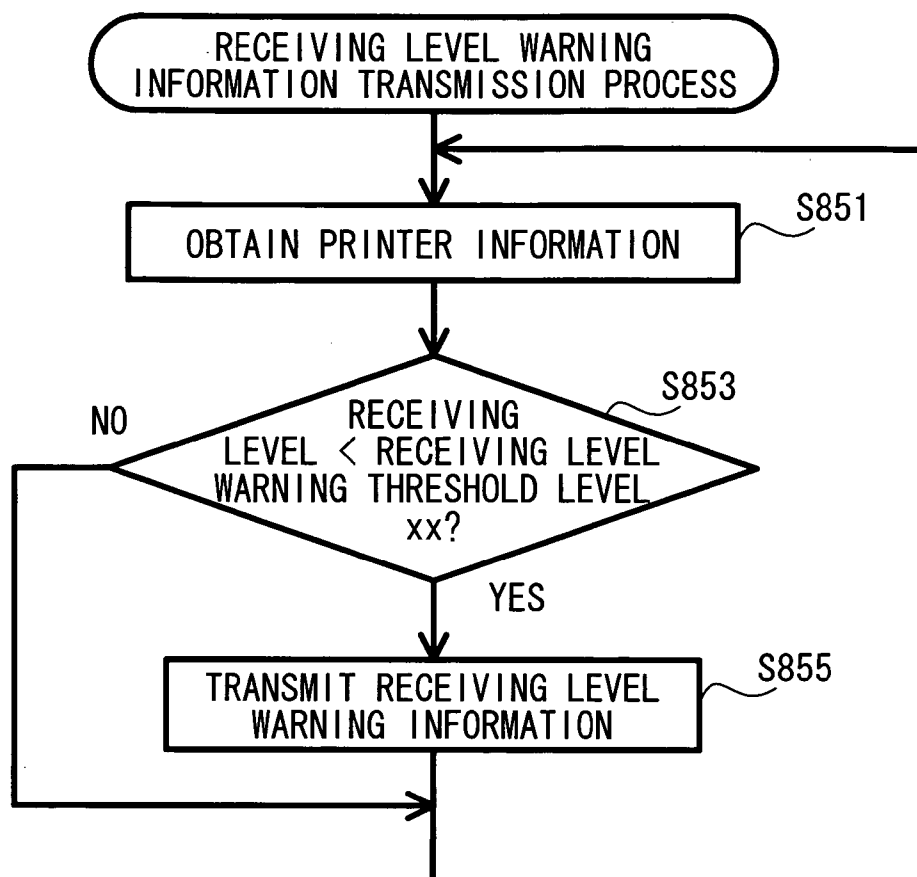 RECEIVING LEVEL WARNING
INFORMATION TRANSMISSION PROCESS
S851
OBTAIN PRINTER INFORMATION
S853
NO
RECEIVING
LEVEL < RECEIVING LEVEL
WARNING THRESHOLD LEVEL
xx?
YES
S855
TRANSMIT RECEIVING LEVEL
WARNING INFORMATION